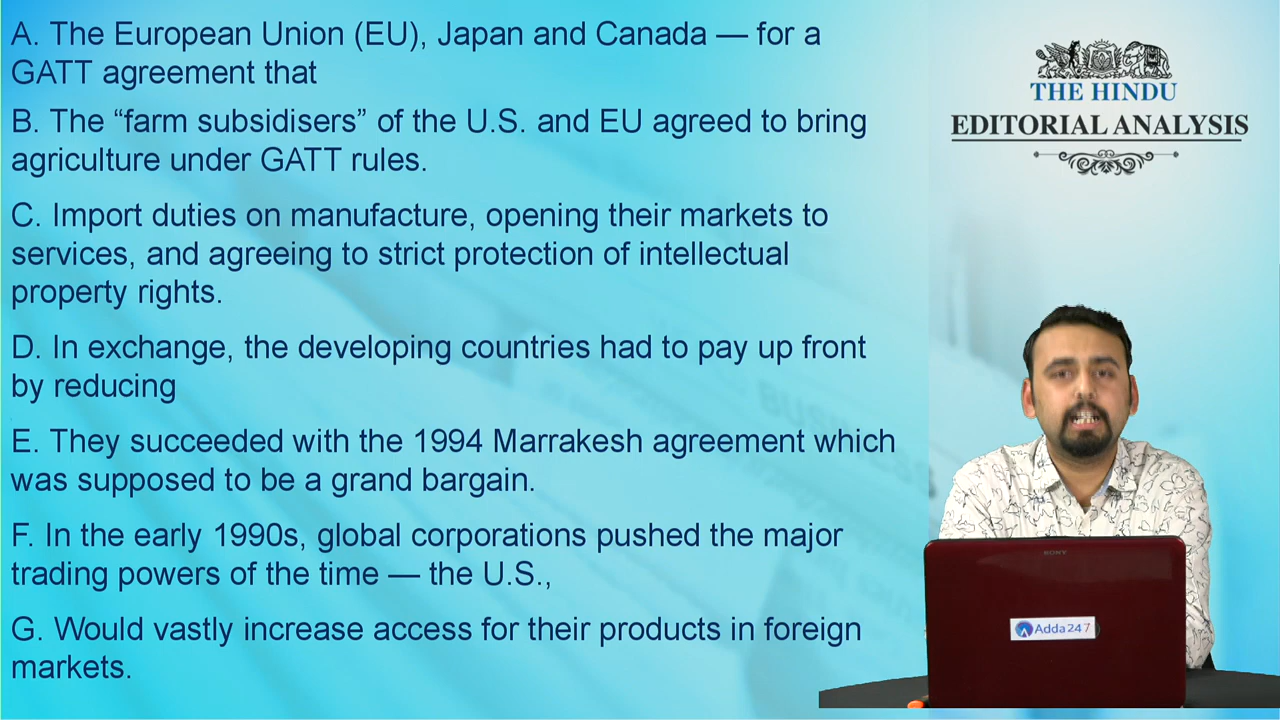 A. The European Union (EU), Japan and Canada — for a
GATT agreement that
B. The “farm subsidisers” of the U.S. and EU agreed to bring
agriculture under GATT rules.
C. Import duties on manufacture, opening their markets to
services, and agreeing to strict protection of intellectual
property rights.
D. In exchange, the developing countries had to pay up front
by reducing
E. They succeeded with the 1994 Marrakesh agreement which
was supposed to be a grand bargain.
F. In the early 1990s, global corporations pushed the major
trading powers of the time — the U.S.,
G. Would vastly increase access for their products in foreign
markets.
THE HINDU
EDITORIAL ANALYSIS
SONY
Adda247